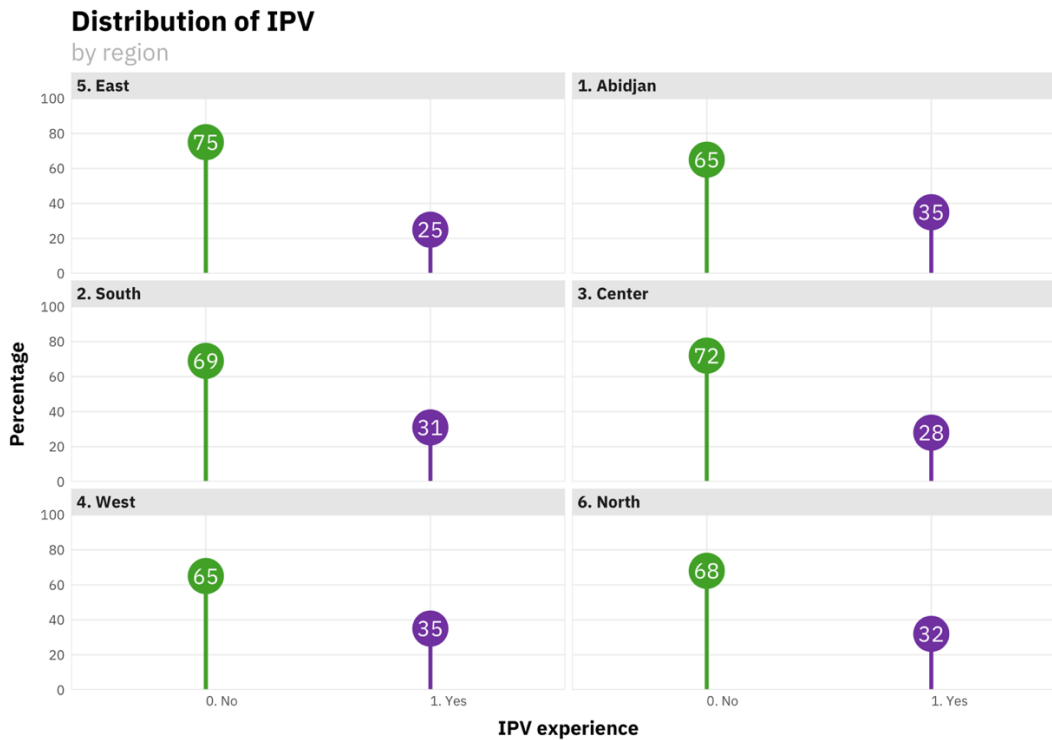 Distribution of IPV
by region
5. East
1. Abidjan
100
80
60
40
20
0
75
25
65
35
2. South
3. Center
100
80
60
40
20
0
69
31
72
28
4. West
6. North
100
80
60
40
20
0
65
35
68
32
0. No
1. Yes
0. No
1. Yes
Percentage
IPV experience